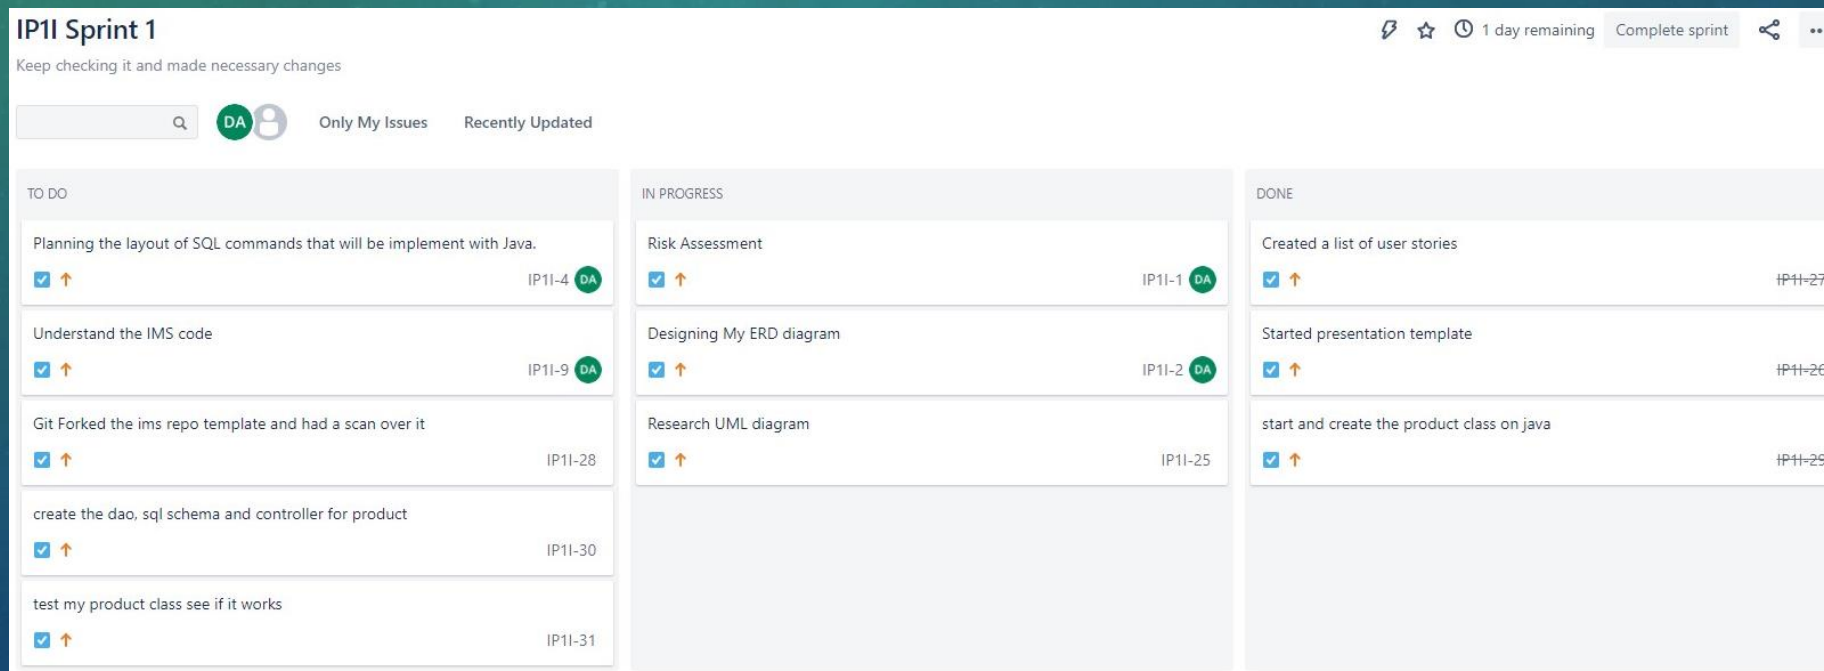 IP1I Sprint 1
1 day remaining
Complete sprint
Keep checking it and made necessary changes
DA
Only My Issues
Recently Updated
TO DO
Planning the layout of SQL commands that will be implement with Java.
IP1I-4 DA
Understand the IMS code
IP1I-9 DA
Git Forked the ims repo template and had a scan over it
IP1I-28
create the dao, sql schema and controller for product
IP1I-30
test my product class see if it works
IP1I-31
IN PROGRESS
Risk Assessment
IP1I-1 DA
Designing My ERD diagram
IP1I-2 DA
Research UML diagram
IP1I-25
DONE
Created a list of user stories
IP1I-27
Started presentation template
IP1I-26
start and create the product class on java
IP1I-29